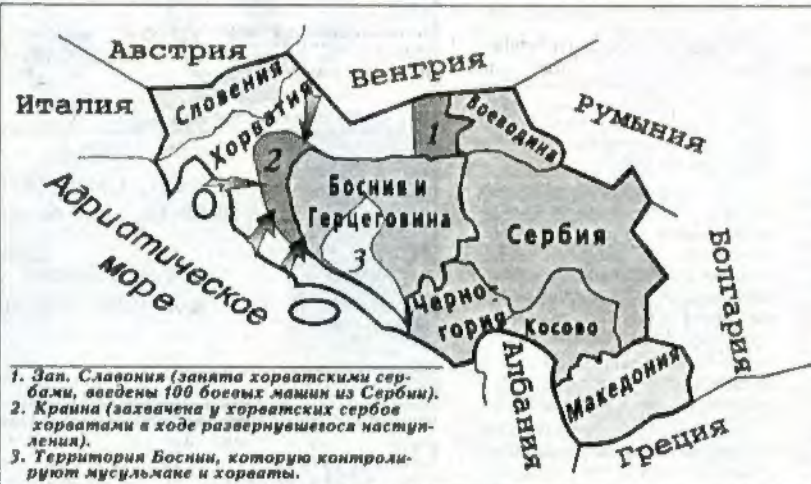 Австрия
Венгрия
Италия
Словения
Хорватия
Воеводина
Румыния
1
2
Босния и
Герцеговина
3
Сербия
Адриатическое
море
Черно-
гория
Косово
Болгария
Албания
Македония
Греция
1. Зап. Славония (занята хорватскими сер-
бами, введены 100 боевых машин из Сербии).
2. Краина (захвачена у хорватских сербов
хорватами в ходе развернувшегося наступ-
ления).
3. Территория Боснии, которую контроли-
руют мусульмане и хорваты.